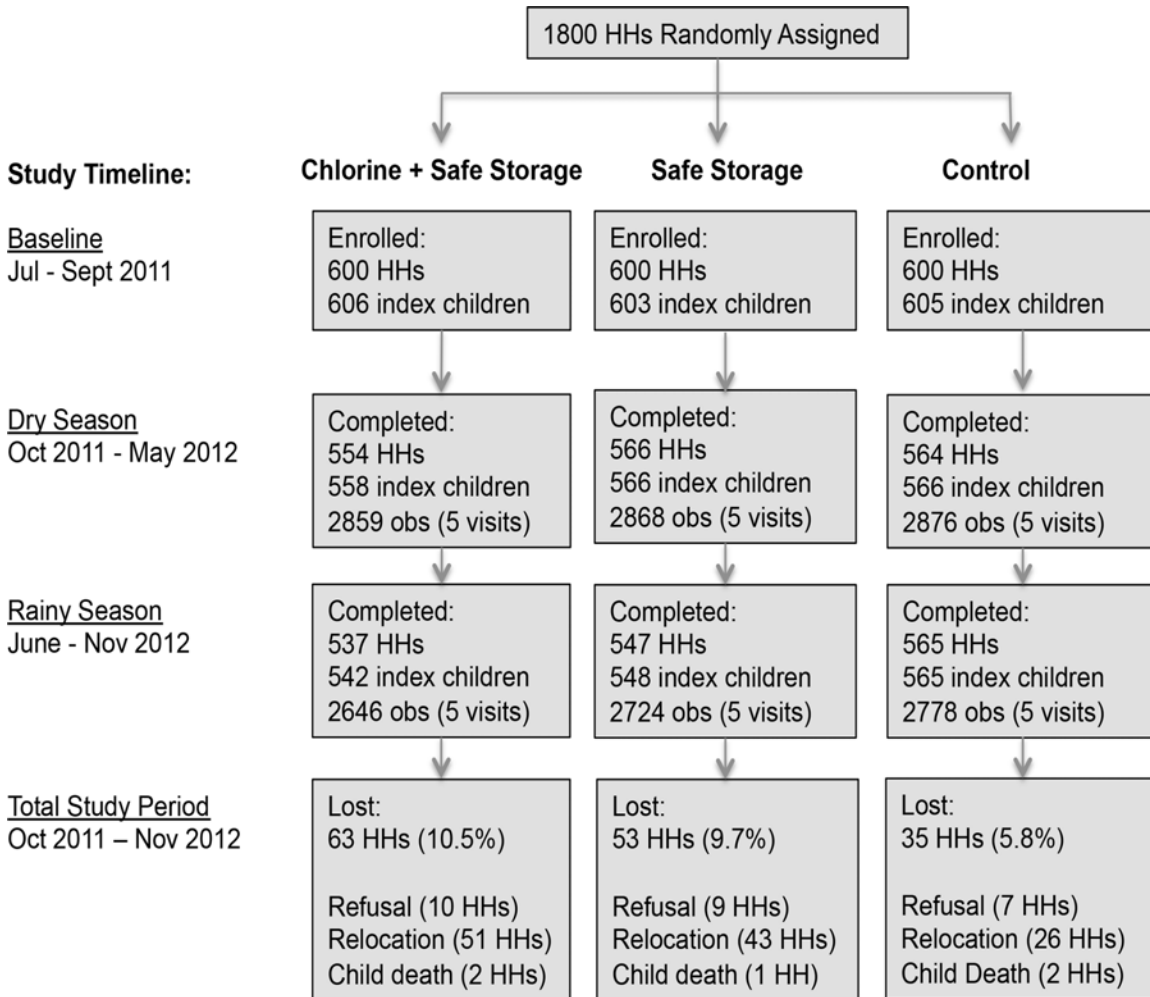 1800 HHs Randomly Assigned
Study Timeline:
Chlorine + Safe Storage
Safe Storage
Control
Baseline
Jul - Sept 2011
Enrolled:
600 HHs
606 index children
Enrolled:
600 HHs
603 index children
Enrolled:
600 HHs
605 index children
Dry Season
Oct 2011 - May 2012
Completed:
554 HHs
558 index children
2859 obs (5 visits)
Completed:
566 HHs
566 index children
2868 obs (5 visits)
Completed:
564 HHs
566 index children
2876 obs (5 visits)
Rainy Season
June - Nov 2012
Completed:
537 HHs
542 index children
2646 obs (5 visits)
Completed:
547 HHs
548 index children
2724 obs (5 visits)
Completed:
565 HHs
565 index children
2778 obs (5 visits)
Total Study Period
Oct 2011 – Nov 2012
Lost:
63 HHs (10.5%)
Refusal (10 HHs)
Relocation (51 HHs)
Child death (2 HHs)
Lost:
53 HHs (9.7%)
Refusal (9 HHs)
Relocation (43 HHs)
Child death (1 HH)
Lost:
35 HHs (5.8%)
Refusal (7 HHs)
Relocation (26 HHs)
Child Death (2 HHs)